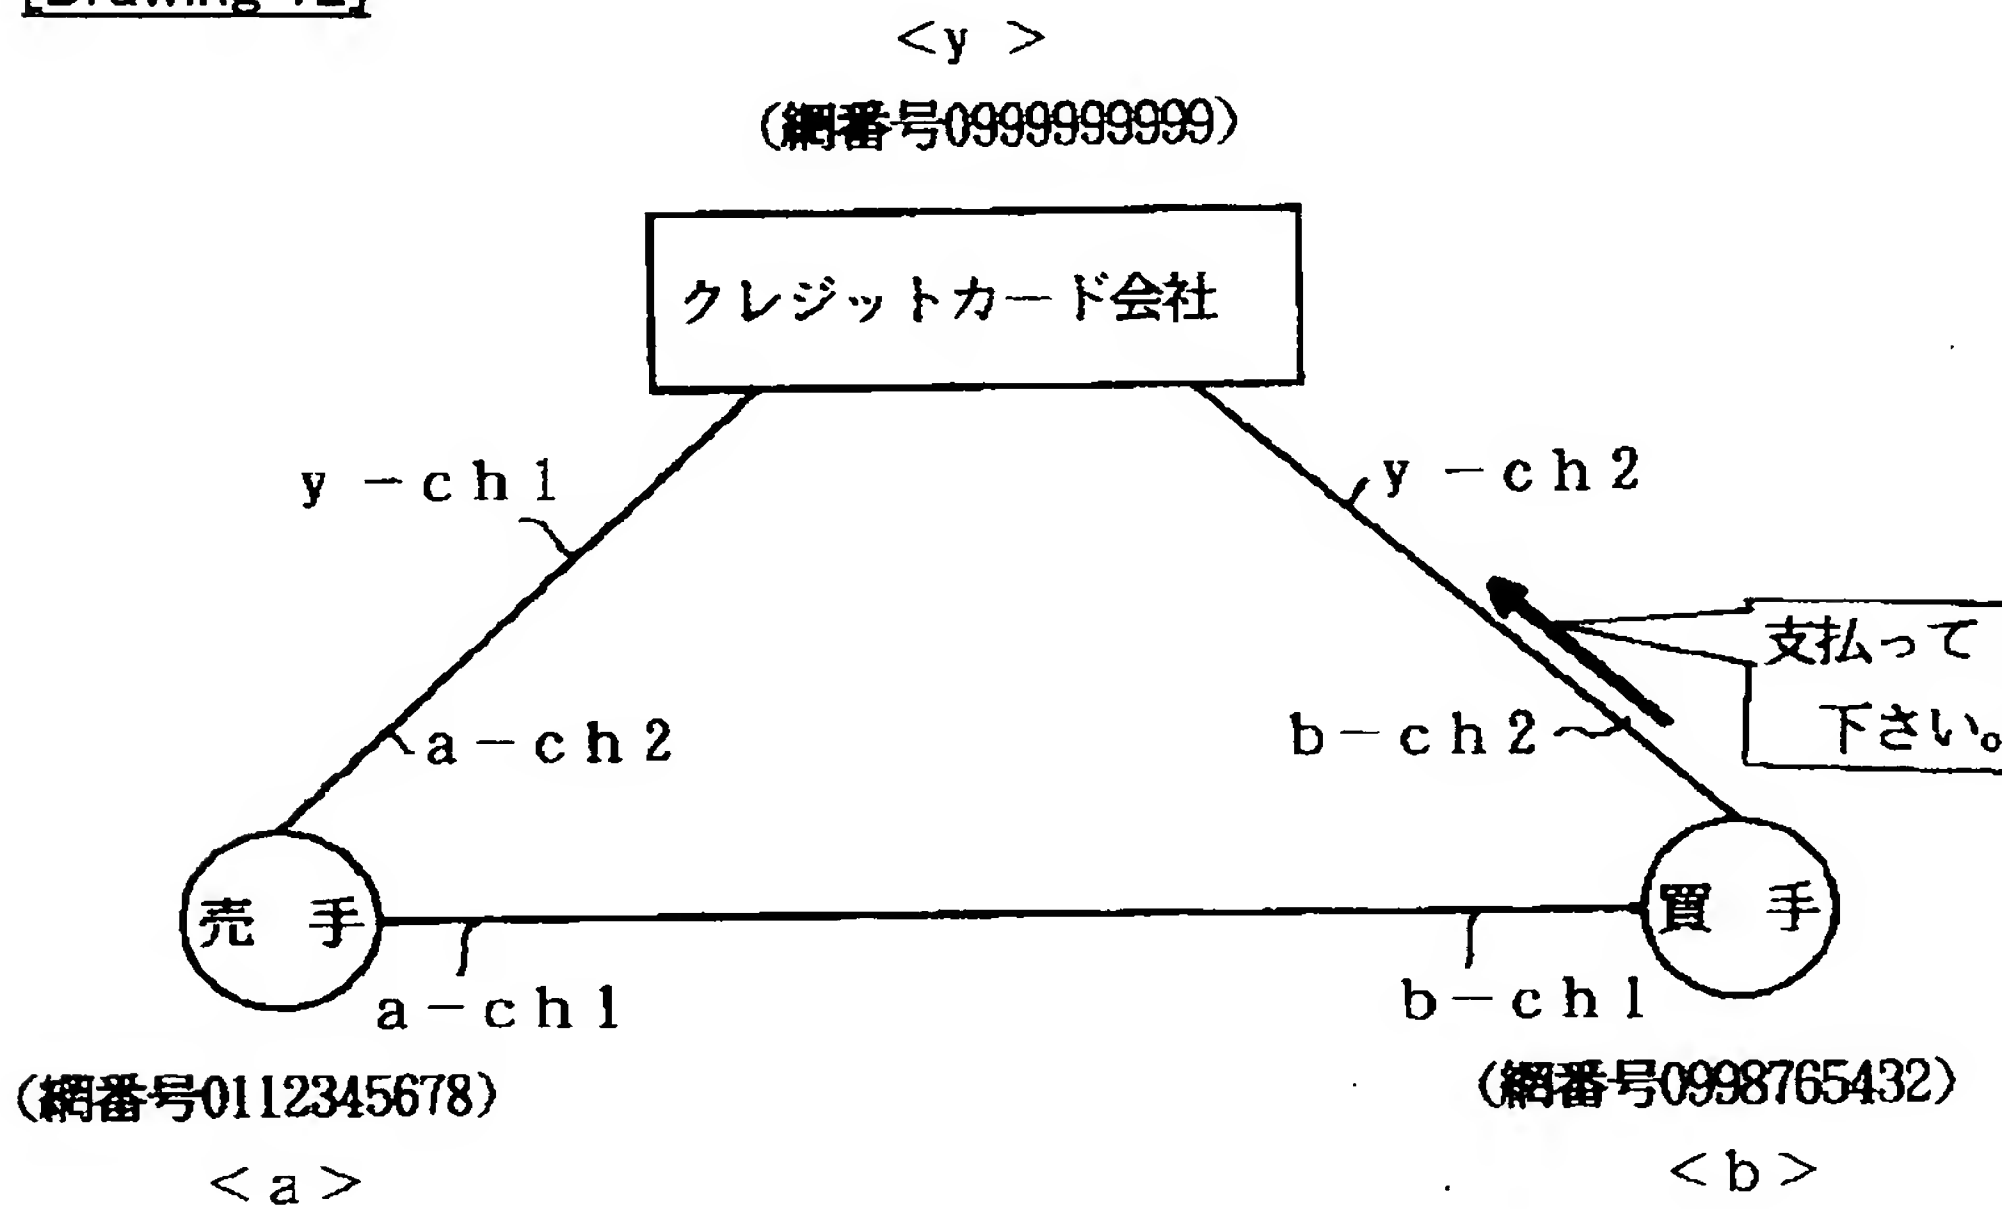 <y >
(網番号0999999999)
クレジットカード会社
y -ch1
y -ch2
支払って
下さい。
a-ch2
b-ch2
売 手
買 手
a-ch1
b-ch1
(網番号0112345678)
(網番号0998765432)
<a>
<b>